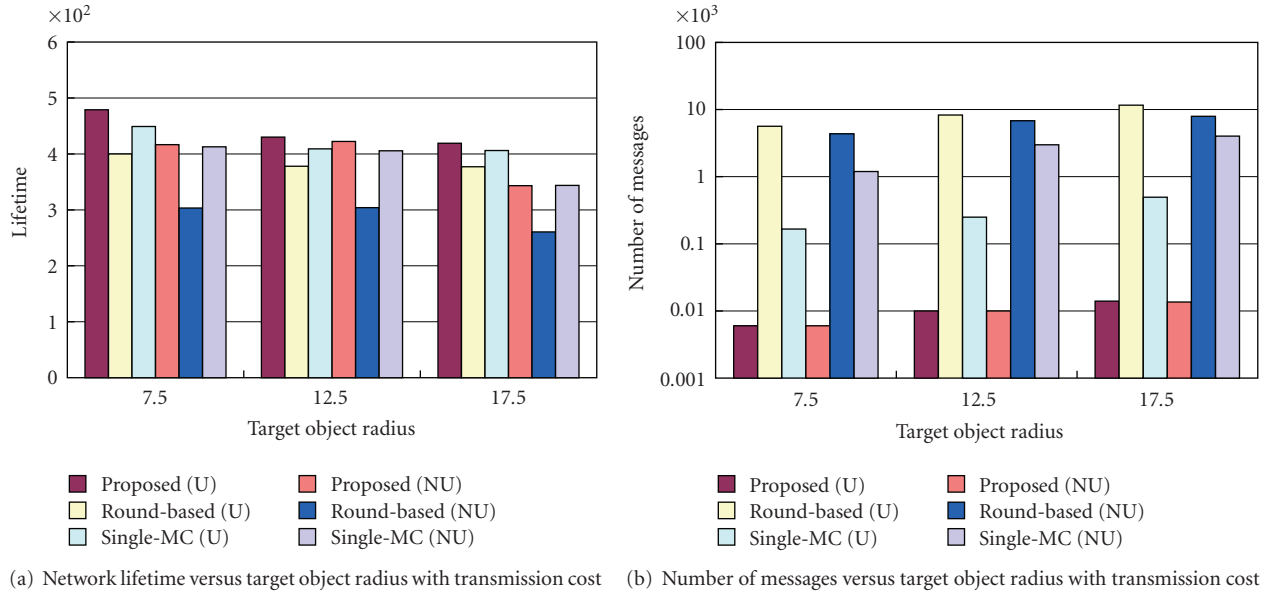 ×10²
6
5
4
3
2
1
0
Lifetime
7.5 12.5 17.5
Target object radius
Proposed (U) Proposed (NU)
Round-based (U) Round-based (NU)
Single-MC (U) Single-MC (NU)
(a) Network lifetime versus target object radius with transmission cost
×10³
100
10
1
0.1
0.01
0.001
Number of messages
7.5 12.5 17.5
Target object radius
Proposed (U) Proposed (NU)
Round-based (U) Round-based (NU)
Single-MC (U) Single-MC (NU)
(b) Number of messages versus target object radius with transmission cost